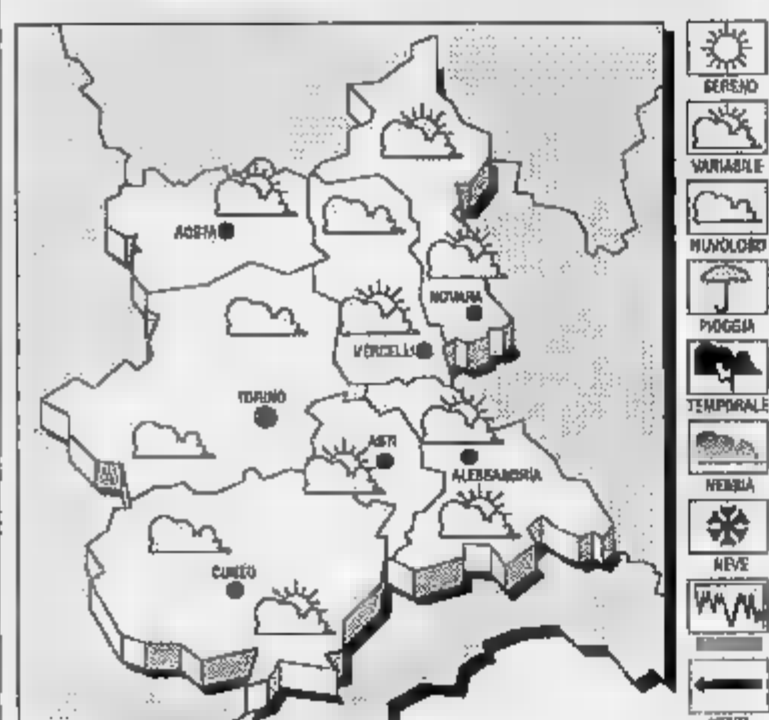 AOSTA
NOVARA
VERCELLI
TORINO
ASTI
ALESSANDRIA
CUNEO
SERENO
VARIABILE
NUVOLOSO
PIOGGIA
TEMPORALE
NEBBIA
NEVE